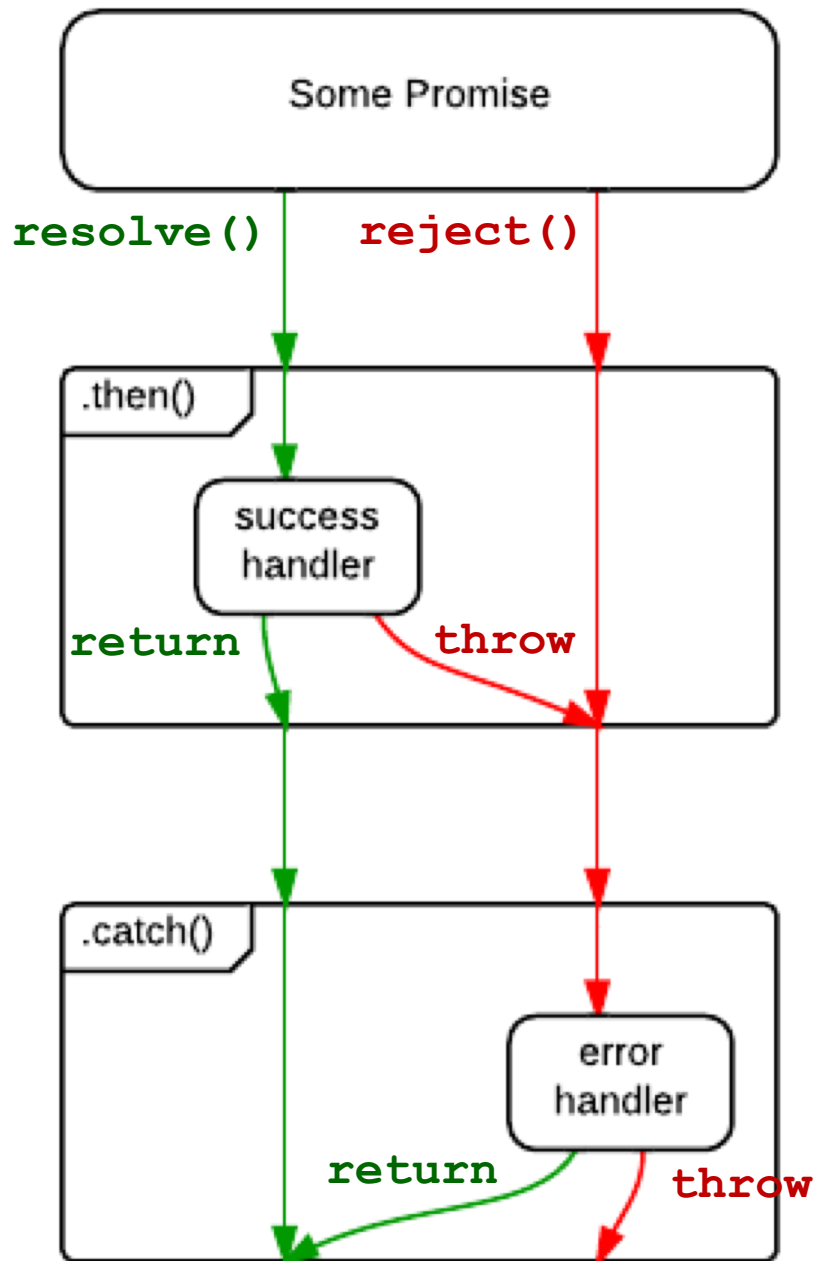 Some Promise
resolve() reject()
.then()
success
handler
return throw
.catch()
error
handler
return throw